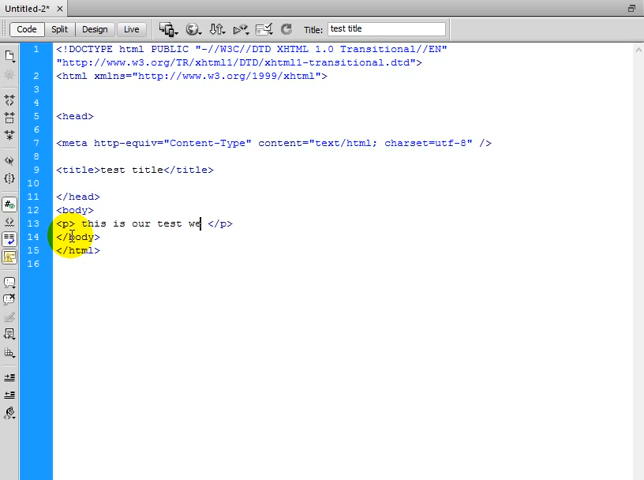 Untitled-2* ×
Code Split Design Live Title: test title
1 <!DOCTYPE html PUBLIC "-//W3C//DTD XHTML 1.0 Transitional//EN"
"http://www.w3.org/TR/xhtml1/DTD/xhtml1-transitional.dtd">
2 <html xmlns="http://www.w3.org/1999/xhtml">
3
4
5 <head>
6
7 <meta http-equiv="Content-Type" content="text/html; charset=utf-8" />
8
9 <title>test title</title>
10
11 </head>
12 <body>
13 <p> this is our test we </p>
14 </body>
15 </html>
16